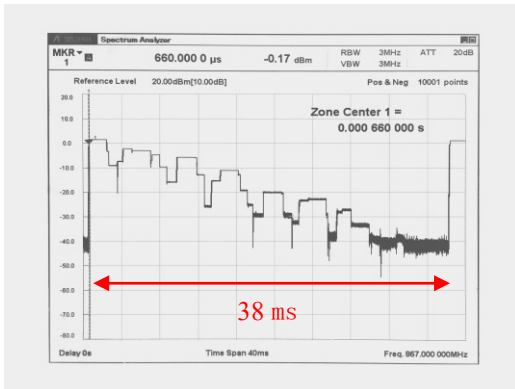 Spectrum Analyzer
MKR
1
660.000 0 µs
-0.17 dBm
RBW 3MHz
VBW 3MHz
ATT 20dB
Reference Level 20.00dBm[10.00dB]
Pos & Neg 10001 points
20.0
10.0
0.0
-10.0
-20.0
-30.0
-40.0
-50.0
-60.0
-70.0
-80.0
Zone Center 1 =
0.000 660 000 s
38 ms
Delay 0s
Time Span 40ms
Freq. 867.000 000MHz